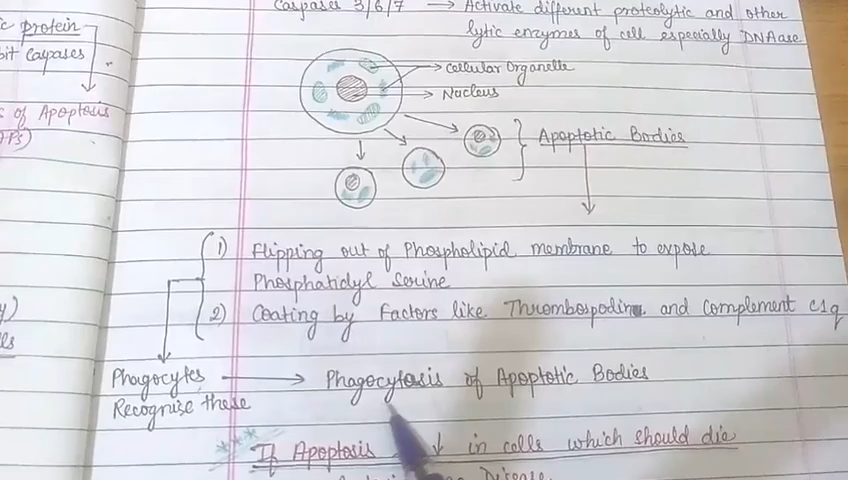 Caspases 3/6/7 → Activate different proteolytic and other
lytic enzymes of cell especially DNAase
protein
Caspases
of Apoptosis
Cellular Organelle
Nucleus
Apoptotic Bodies
1) Flipping out of Phospholipid membrane to expose
Phosphatidyl Serine
2) Coating by Factors like Thrombospodin and Complement C1q
Phagocytes → Phagocytosis of Apoptotic Bodies
Recognise these
If Apoptosis ↓ in cells which should die
Disease.